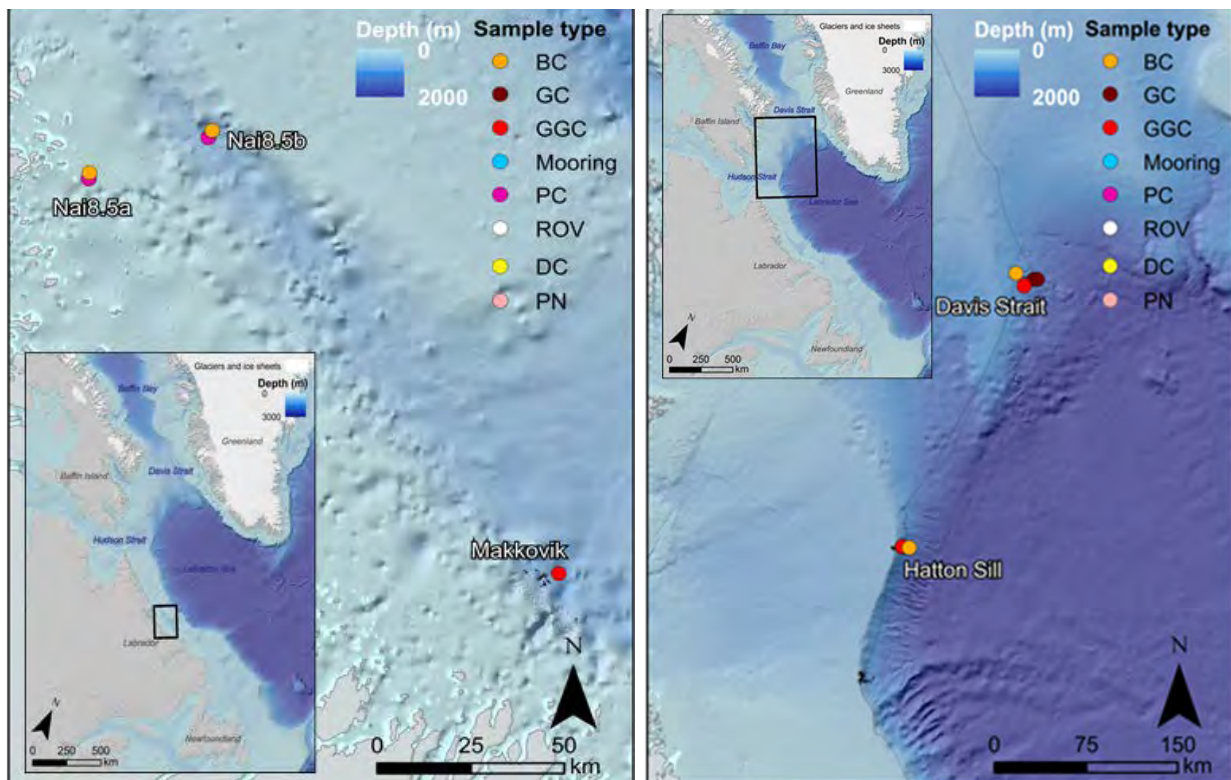 Depth (m)
0
2000
Sample type
BC
GC
GGC
Mooring
PC
ROV
DC
PN
Nai8.5b
Nai8.5a
Makkovik
Glaciers and ice sheets
Depth (m)
0
3000
Baffin Bay
Greenland
Baffin Island
Davis Strait
Hudson Strait
Labrador Sea
Labrador
Newfoundland
N
0 250 500
km
N
0 25 50
km
Glaciers and ice sheets
Depth (m)
0
3000
Baffin Bay
Greenland
Davis Strait
Baffin Island
Hudson Strait
Labrador Sea
Labrador
Newfoundland
N
0 250 500
km
Depth (m)
0
2000
Sample type
BC
GC
GGC
Mooring
PC
ROV
DC
PN
Davis Strait
Hatton Sill
N
0 75 150
km